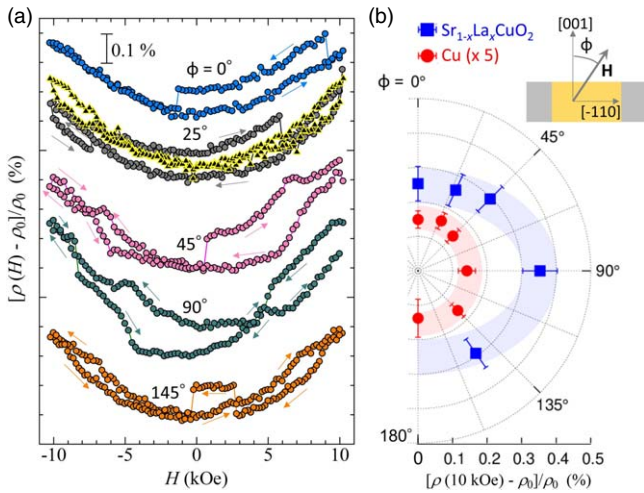 (a)
0.1 %
ϕ = 0°
25°
45°
90°
145°
[ρ (H) - ρ₀]/ρ₀ (%)
-10 -5 0 5 10
H (kOe)
(b)
Sr₁₋ₓLaₓCuO₂
Cu (x 5)
[001]
ϕ
H
[-110]
ϕ = 0°
45°
90°
135°
180°
0 0.1 0.2 0.3 0.4 0.5
[ρ (10 kOe) - ρ₀]/ρ₀ (%)